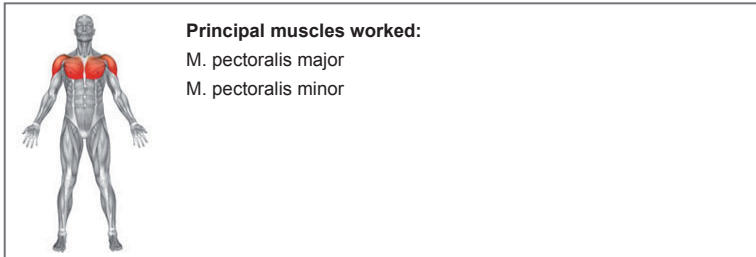 Principal muscles worked:
M. pectoralis major
M. pectoralis minor